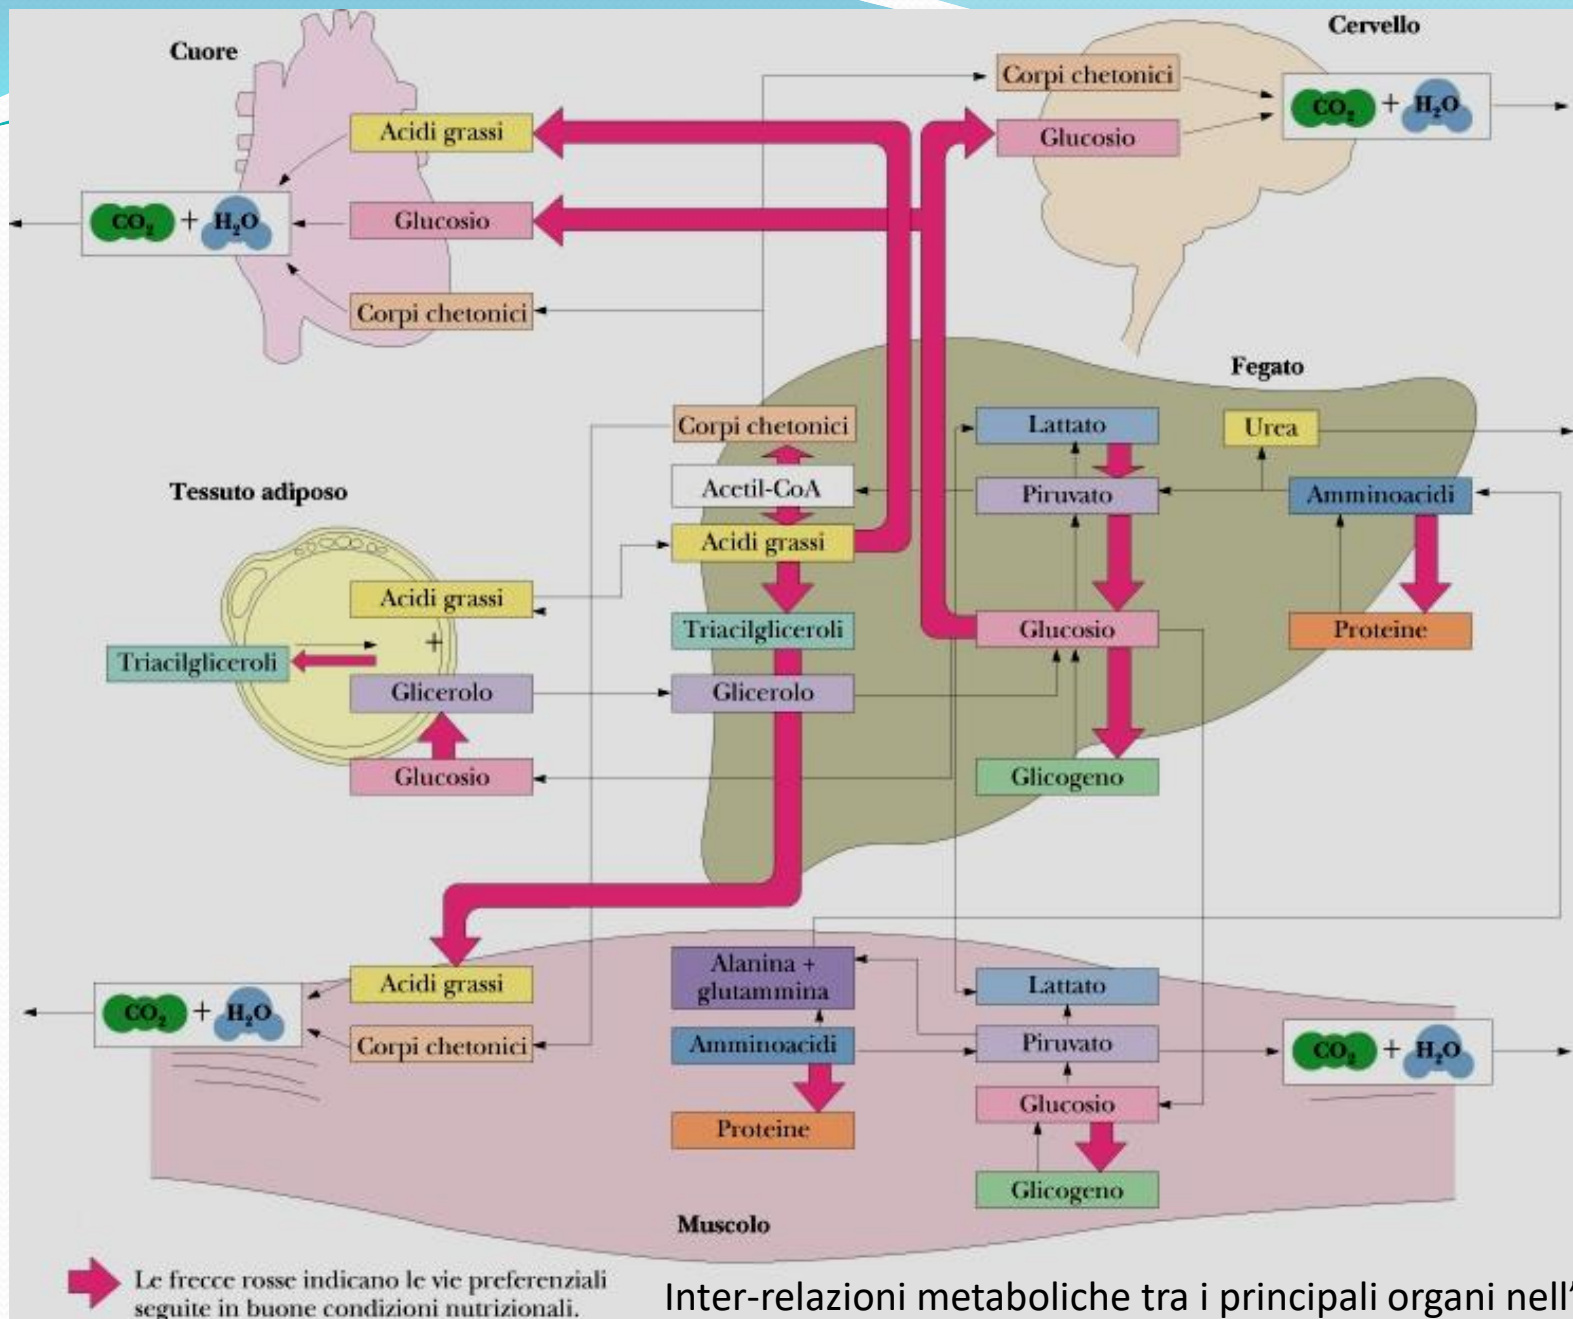 Cuore
Cervello
Corpi chetonici
Glucosio
CO₂ + H₂O
Acidi grassi
Glucosio
Corpi chetonici
CO₂ + H₂O
Fegato
Corpi chetonici
Acetil-CoA
Acidi grassi
Triacilgliceroli
Glicerolo
Lattato
Piruvato
Glucosio
Glicogeno
Urea
Amminoacidi
Proteine
Tessuto adiposo
Acidi grassi
+
Triacilgliceroli
Glicerolo
Glucosio
Acidi grassi
Corpi chetonici
CO₂ + H₂O
Alanina +
glutammina
Amminoacidi
Proteine
Lattato
Piruvato
Glucosio
Glicogeno
CO₂ + H₂O
Muscolo
Le frecce rosse indicano le vie preferenziali
seguite in buone condizioni nutrizionali.
Inter-relazioni metaboliche tra i principali organi nell'